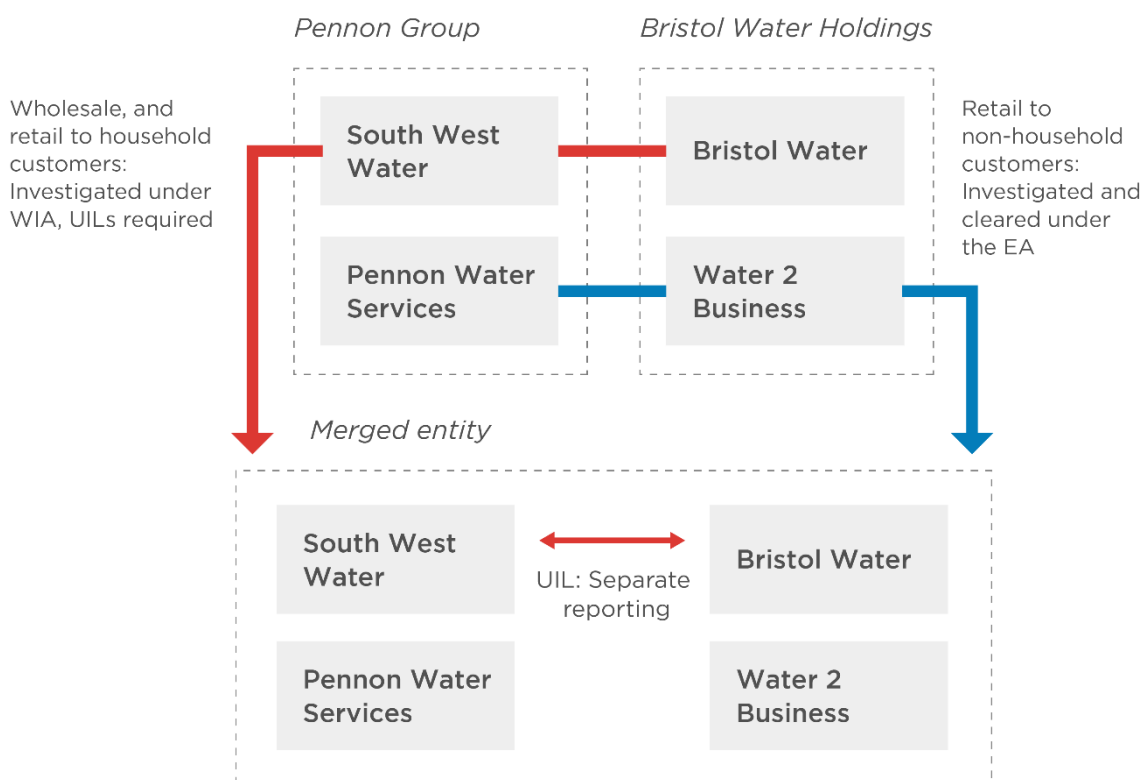 Pennon Group
Bristol Water Holdings
Wholesale, and
retail to household
customers:
Investigated under
WIA, UILs required
South West
Water
Bristol Water
Retail to
non-household
customers:
Investigated and
cleared under
the EA
Pennon Water
Services
Water 2
Business
Merged entity
South West
Water
UIL: Separate
reporting
Bristol Water
Pennon Water
Services
Water 2
Business